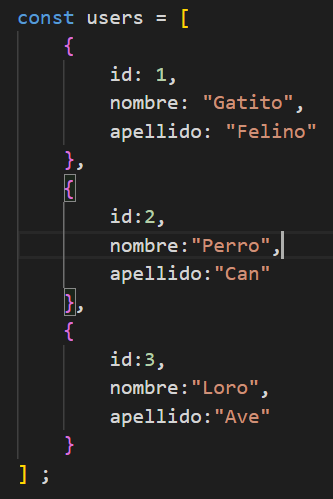 const users = [
{
id: 1,
nombre: "Gatito",
apellido: "Felino"
},
{
id:2,
nombre:"Perro",
apellido:"Can"
},
{
id:3,
nombre:"Loro",
apellido:"Ave"
}
] ;